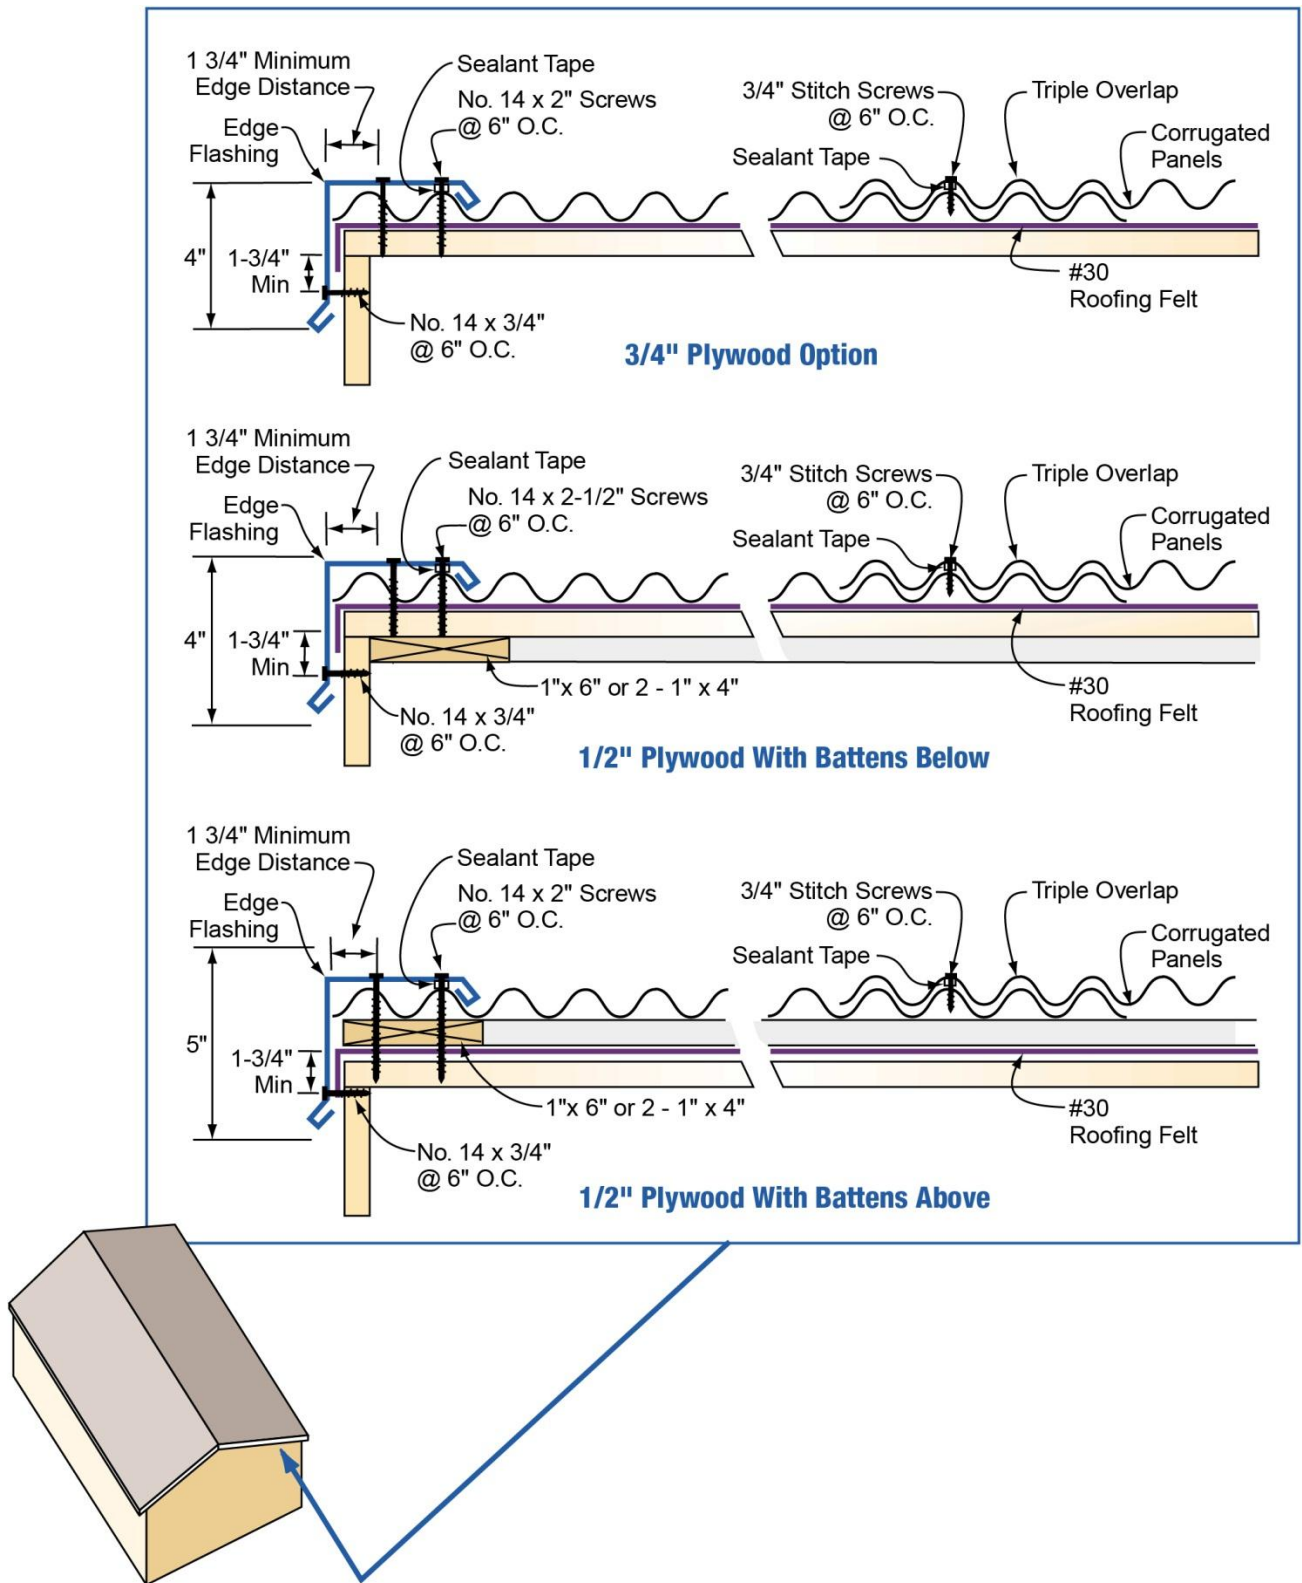 1 3/4" Minimum
Edge Distance
Edge
Flashing
Sealant Tape
No. 14 x 2" Screws
@ 6" O.C.
3/4" Stitch Screws
@ 6" O.C.
Sealant Tape
Triple Overlap
Corrugated
Panels
4"
1-3/4"
Min
No. 14 x 3/4"
@ 6" O.C.
#30
Roofing Felt
3/4" Plywood Option
1 3/4" Minimum
Edge Distance
Edge
Flashing
Sealant Tape
No. 14 x 2-1/2" Screws
@ 6" O.C.
3/4" Stitch Screws
@ 6" O.C.
Sealant Tape
Triple Overlap
Corrugated
Panels
4"
1-3/4"
Min
1"x 6" or 2 - 1" x 4"
No. 14 x 3/4"
@ 6" O.C.
#30
Roofing Felt
1/2" Plywood With Battens Below
1 3/4" Minimum
Edge Distance
Edge
Flashing
Sealant Tape
No. 14 x 2" Screws
@ 6" O.C.
3/4" Stitch Screws
@ 6" O.C.
Sealant Tape
Triple Overlap
Corrugated
Panels
5"
1-3/4"
Min
1"x 6" or 2 - 1" x 4"
No. 14 x 3/4"
@ 6" O.C.
#30
Roofing Felt
1/2" Plywood With Battens Above